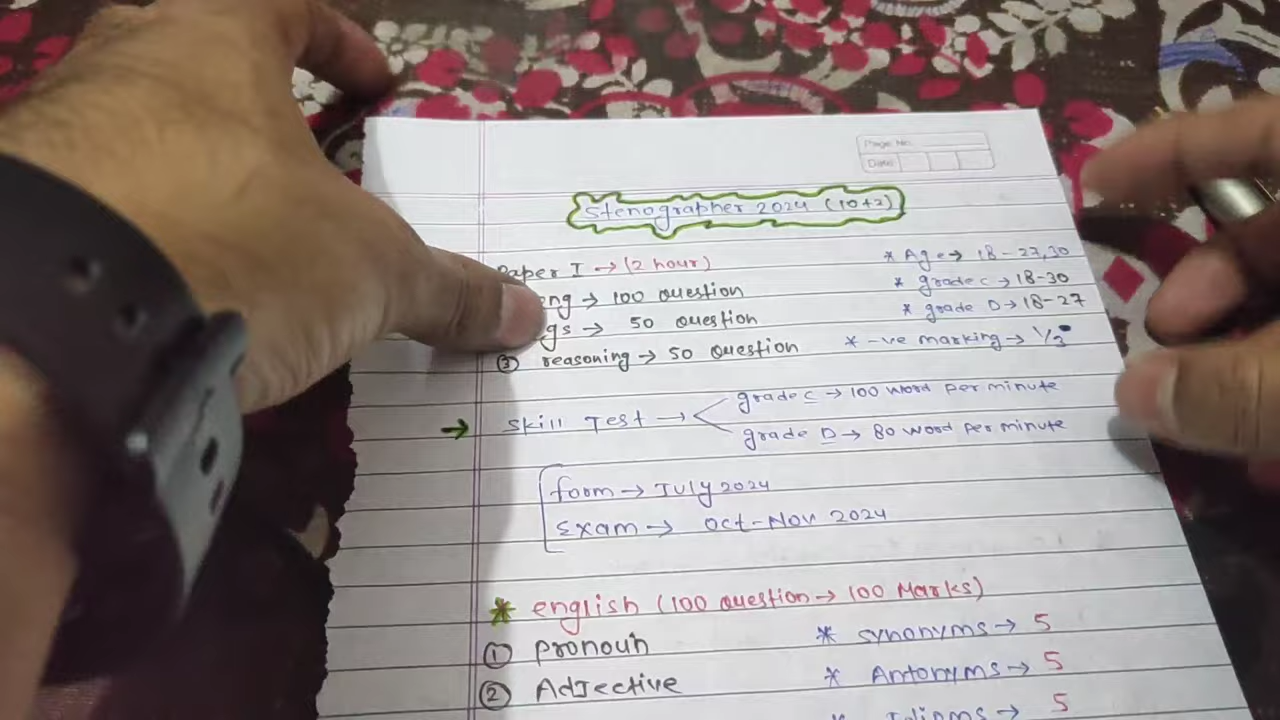 Page No.
Date
Stenographer 2024 (10+2)
Paper I → (2 hour)
eng → 100 question
gs → 50 question
③ reasoning → 50 question
* Age → 18-27,30
* grade c → 18-30
* grade D → 18-27
* -ve marking → 1/3
→ Skill Test →
grade C → 100 word per minute
grade D → 80 word per minute
form → July 2024
Exam → Oct-Nov 2024
* english (100 question → 100 Marks)
① pronoun
② Adjective
* synonyms → 5
* Antonyms → 5
* Idioms → 5